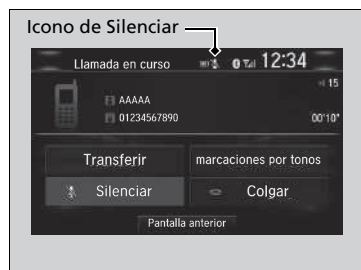 Icono de Silenciar
Llamada en curso 12:34
15
AAAAA
01234567890 00'10"
Transferir marcaciones por tonos
Silenciar Colgar
Pantalla anterior